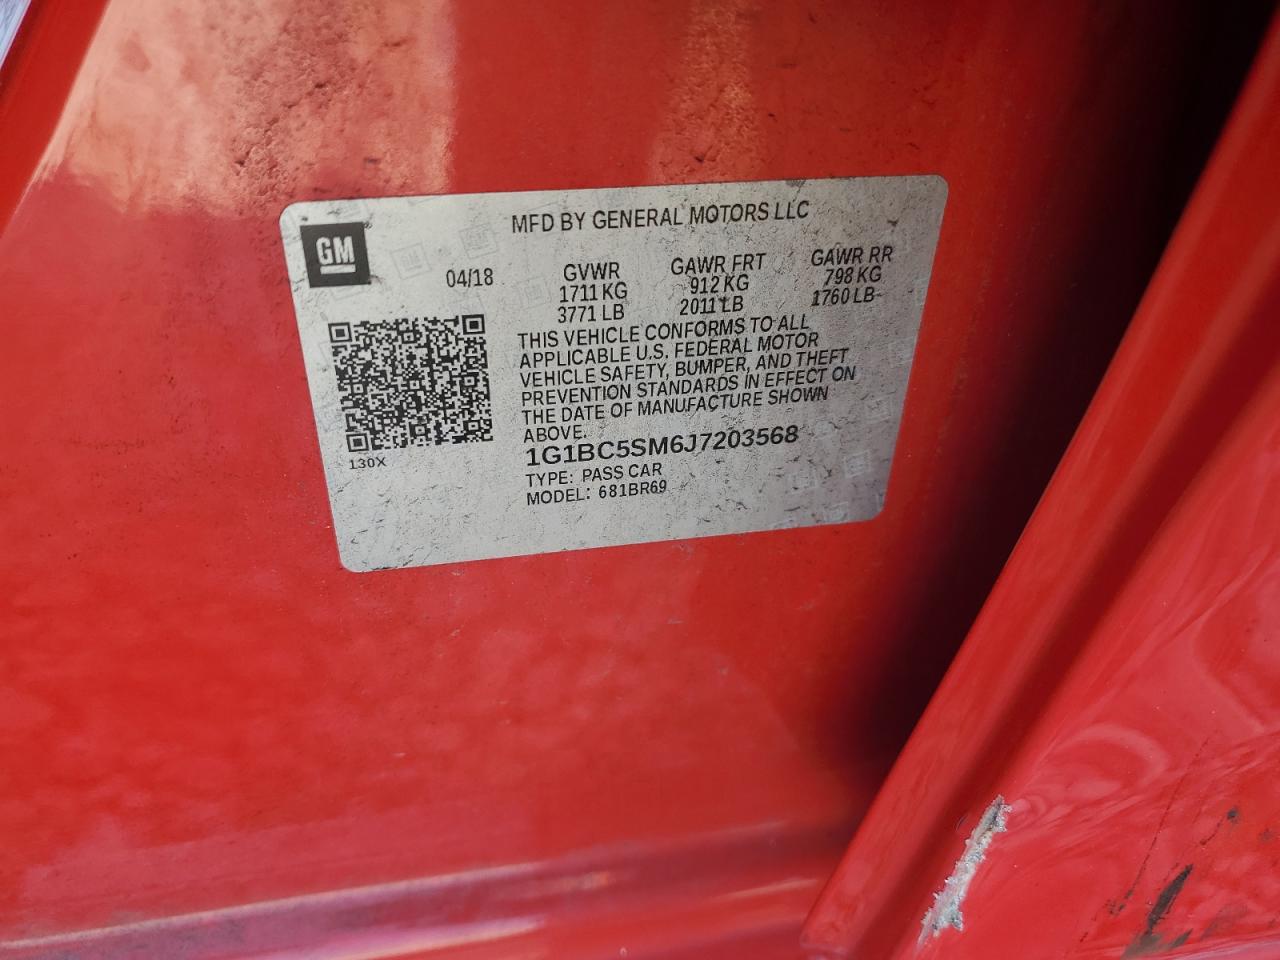 MFD BY GENERAL MOTORS LLC
GM
04/18
GVWR GAWR FRT GAWR RR
1711 KG 912 KG 798 KG
3771 LB 2011 LB 1760 LB
THIS VEHICLE CONFORMS TO ALL
APPLICABLE U.S. FEDERAL MOTOR
VEHICLE SAFETY, BUMPER, AND THEFT
PREVENTION STANDARDS IN EFFECT ON
THE DATE OF MANUFACTURE SHOWN
ABOVE.
1G1BC5SM6J7203568
130X
TYPE: PASS CAR
MODEL: 681BR69